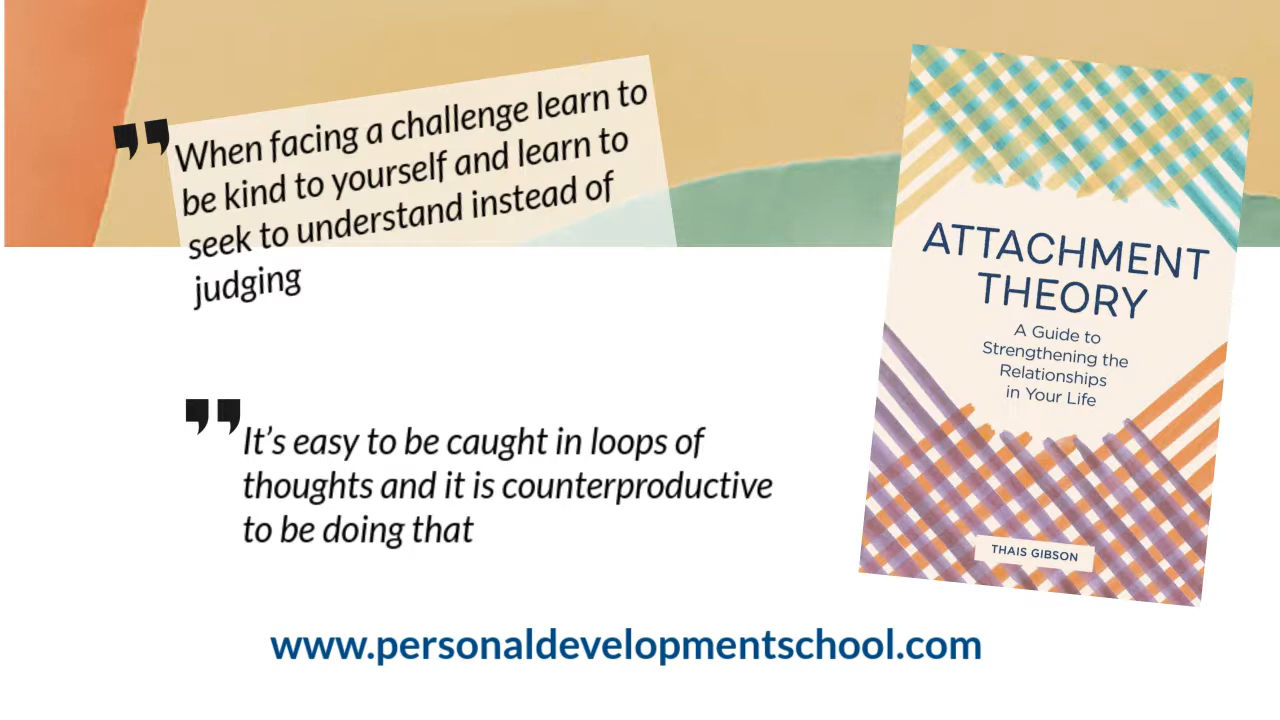 " When facing a challenge learn to
be kind to yourself and learn to
seek to understand instead of
judging
" It’s easy to be caught in loops of
thoughts and it is counterproductive
to be doing that
ATTACHMENT
THEORY
A Guide to
Strengthening the
Relationships
in Your Life
THAIS GIBSON
www.personaldevelopmentschool.com